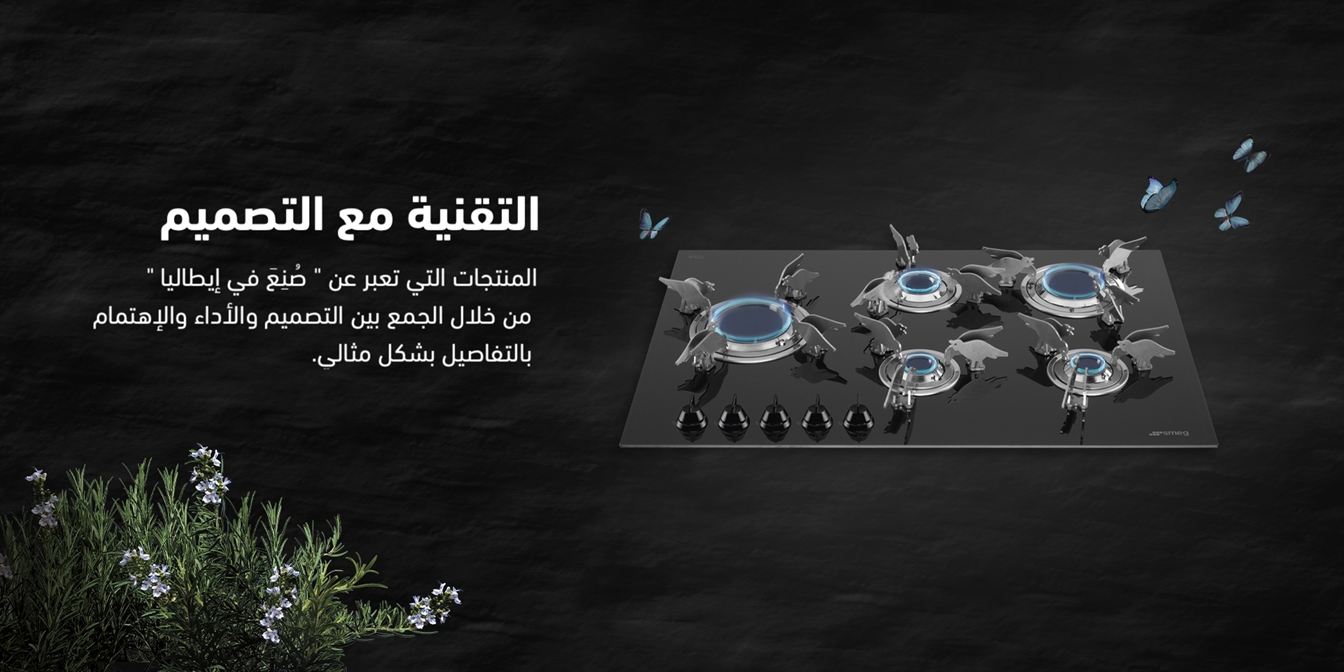 التقنية مع التصميم
المنتجات التي تعبر عن " صُنِعَ في إيطاليا "
من خلال الجمع بين التصميم والأداء والإهتمام
بالتفاصيل بشكل مثالي.
smeg